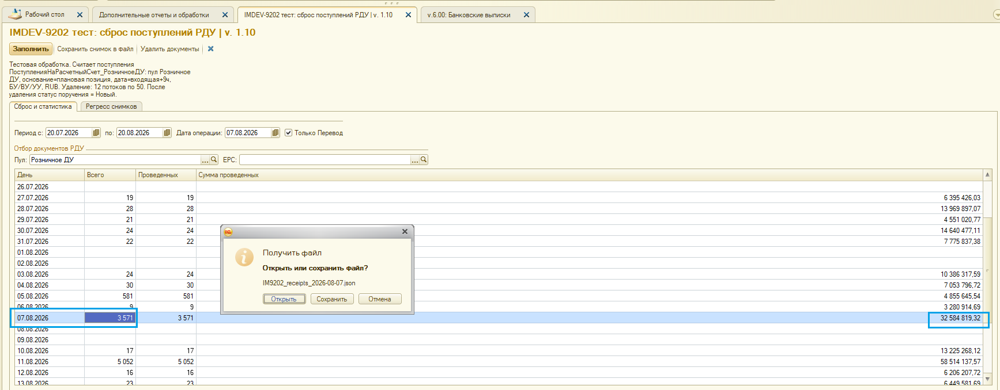 Рабочий стол
Дополнительные отчеты и обработки
IMDEV-9202 тест: сброс поступлений РДУ | v. 1.10
v.6.00: Банковские выписки
IMDEV-9202 тест: сброс поступлений РДУ | v. 1.10
Заполнить Сохранить снимок в файл Удалить документы
Тестовая обработка. Считает поступления
ПоступленияНаРасчетныйСчет_РозничноеДУ: пул Розничное
ДУ, основание=плановая позиция, дата=входящая+9ч,
БУ/ВУ/УУ, RUB. Удаление: 12 потоков по 50. После
удаления статус поручения = Новый.
Сброс и статистика Регресс снимков
Период с: 20.07.2026 по: 20.08.2026 Дата операции: 07.08.2026 Только Перевод
Отбор документов РДУ
Пул: Розничное ДУ ... ЕРС: ...
День Всего Проведенных Сумма проведенных
26.07.2026
27.07.2026 19 19 6 395 426,03
28.07.2026 28 28 13 969 897,07
29.07.2026 21 21 4 551 020,77
30.07.2026 24 24 14 640 477,11
31.07.2026 22 22 7 775 837,38
01.08.2026
02.08.2026
03.08.2026 24 24 10 386 317,59
04.08.2026 30 30 7 053 796,72
05.08.2026 581 581 4 855 645,54
06.08.2026 9 9 3 280 914,69
07.08.2026 3 571 3 571 32 584 819,32
08.08.2026
09.08.2026
10.08.2026 17 17 13 225 268,12
11.08.2026 5 052 5 052 58 514 137,57
12.08.2026 16 16 6 206 207,72
13.08.2026 23 23 6 449 581,69
1С
Получить файл
Открыть или сохранить файл?
IM9202_receipts_2026-08-07.json
Открыть Сохранить Отмена